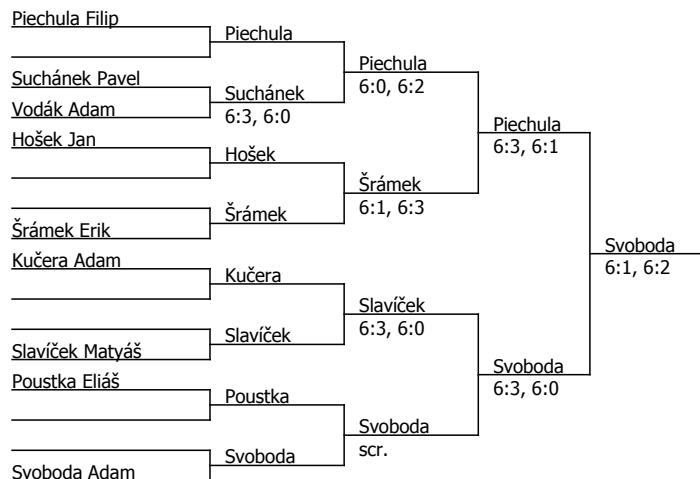 Piechula Filip
Piechula
Piechula
6:0, 6:2
Suchánek Pavel
Suchánek
6:3, 6:0
Vodák Adam
Piechula
6:3, 6:1
Hošek Jan
Hošek
Šrámek
6:1, 6:3
Šrámek
Šrámek Erik
Svoboda
6:1, 6:2
Kučera Adam
Kučera
Slavíček
6:3, 6:0
Slavíček
Slavíček Matyáš
Svoboda
6:3, 6:0
Poustka Eliáš
Poustka
Svoboda
scr.
Svoboda
Svoboda Adam